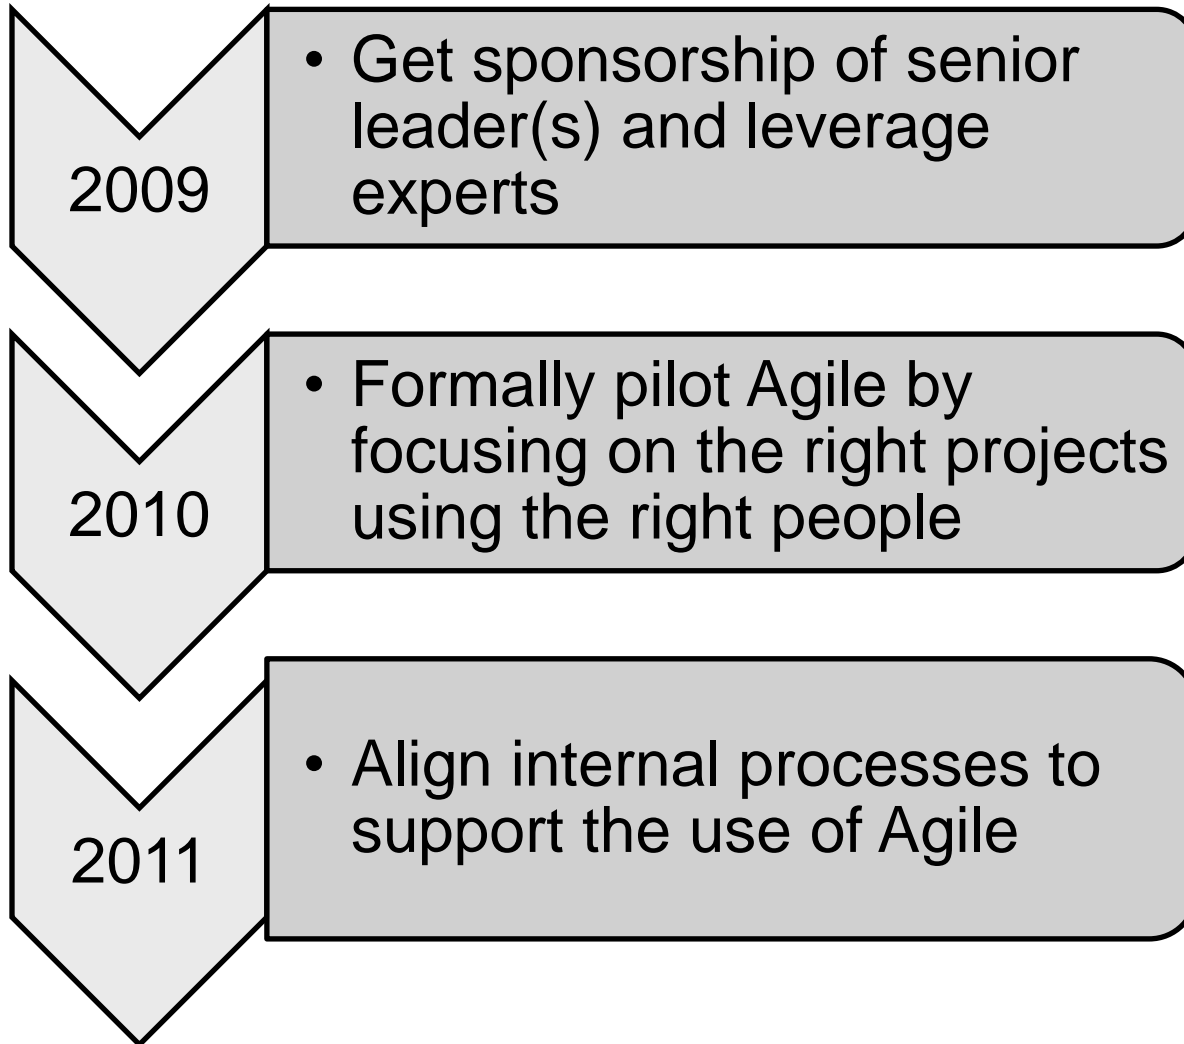 2009
• Get sponsorship of senior
leader(s) and leverage
experts
2010
• Formally pilot Agile by
focusing on the right projects
using the right people
2011
• Align internal processes to
support the use of Agile